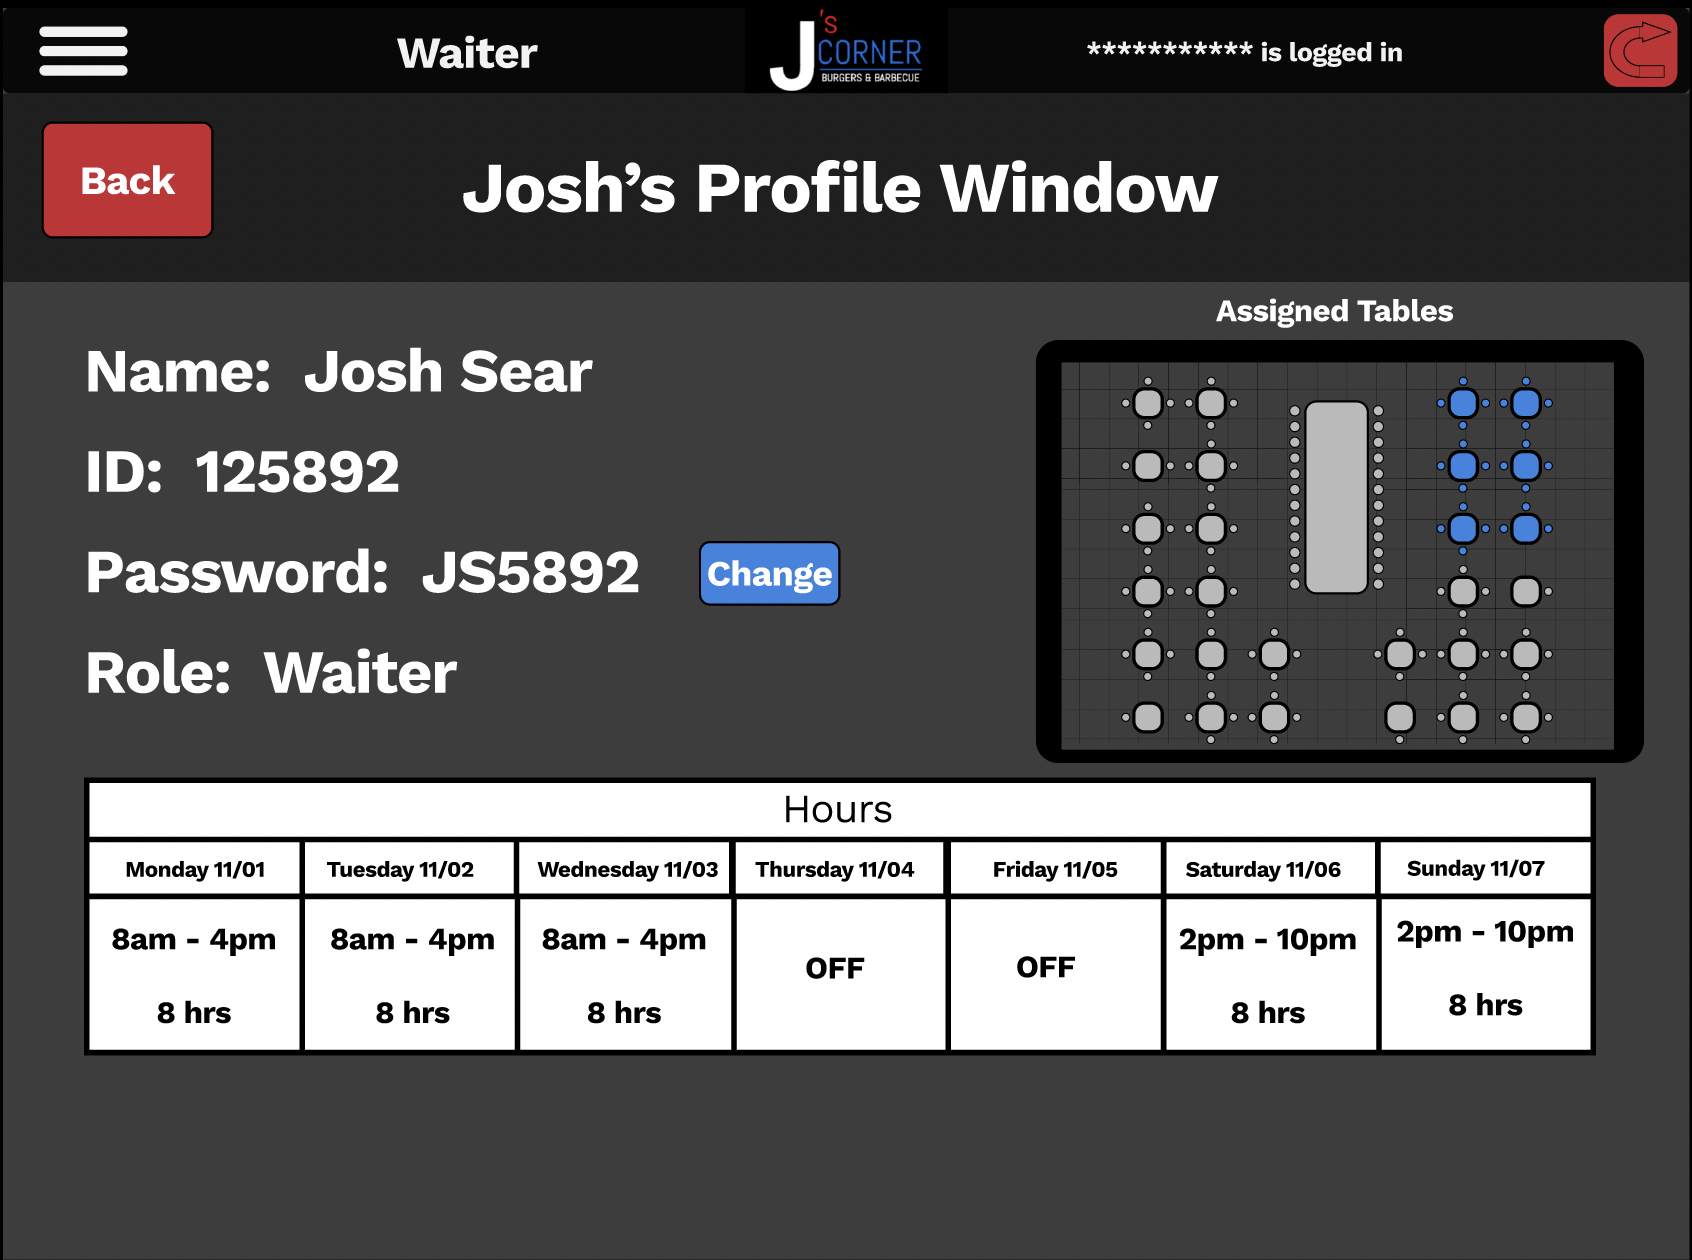 Waiter
J's CORNER
BURGERS & BARBECUE
*********** is logged in
Back
Josh’s Profile Window
Assigned Tables
Name: Josh Sear
ID: 125892
Password: JS5892
Change
Role: Waiter
Hours
Monday 11/01 Tuesday 11/02 Wednesday 11/03 Thursday 11/04 Friday 11/05 Saturday 11/06 Sunday 11/07
8am - 4pm 8am - 4pm 8am - 4pm OFF OFF 2pm - 10pm 2pm - 10pm
8 hrs 8 hrs 8 hrs 8 hrs 8 hrs